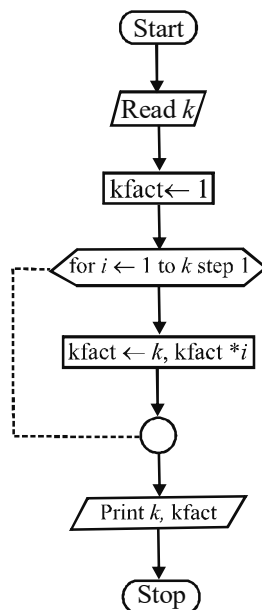 Start
Read k
kfact← 1
for i ← 1 to k step 1
kfact ← k, kfact *i
Print k, kfact
Stop